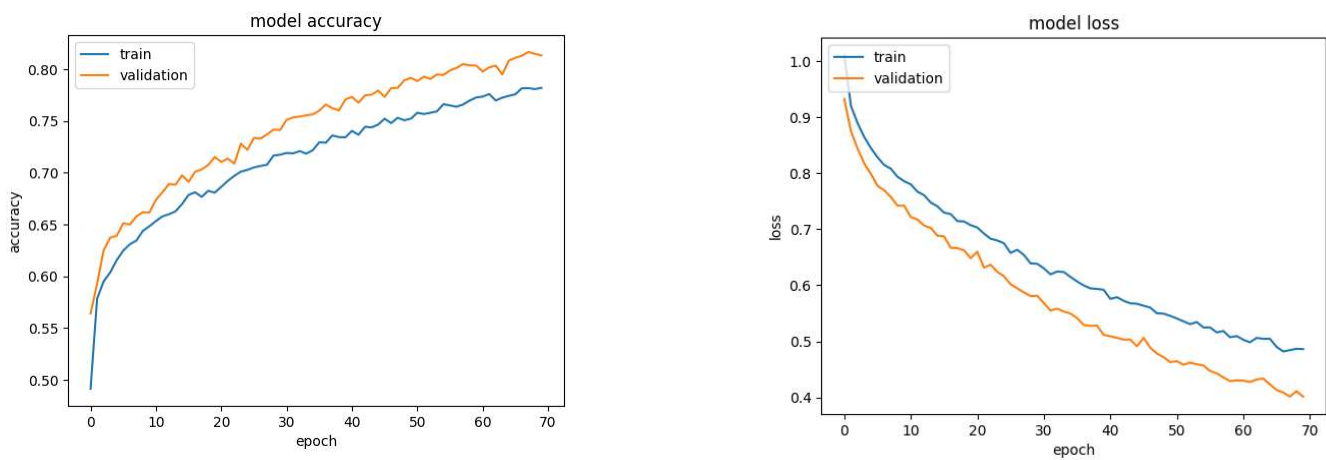 model accuracy
train
validation
0.80
0.75
0.70
0.65
0.60
0.55
0.50
accuracy
0 10 20 30 40 50 60 70
epoch
model loss
train
validation
1.0
0.9
0.8
0.7
0.6
0.5
0.4
loss
0 10 20 30 40 50 60 70
epoch